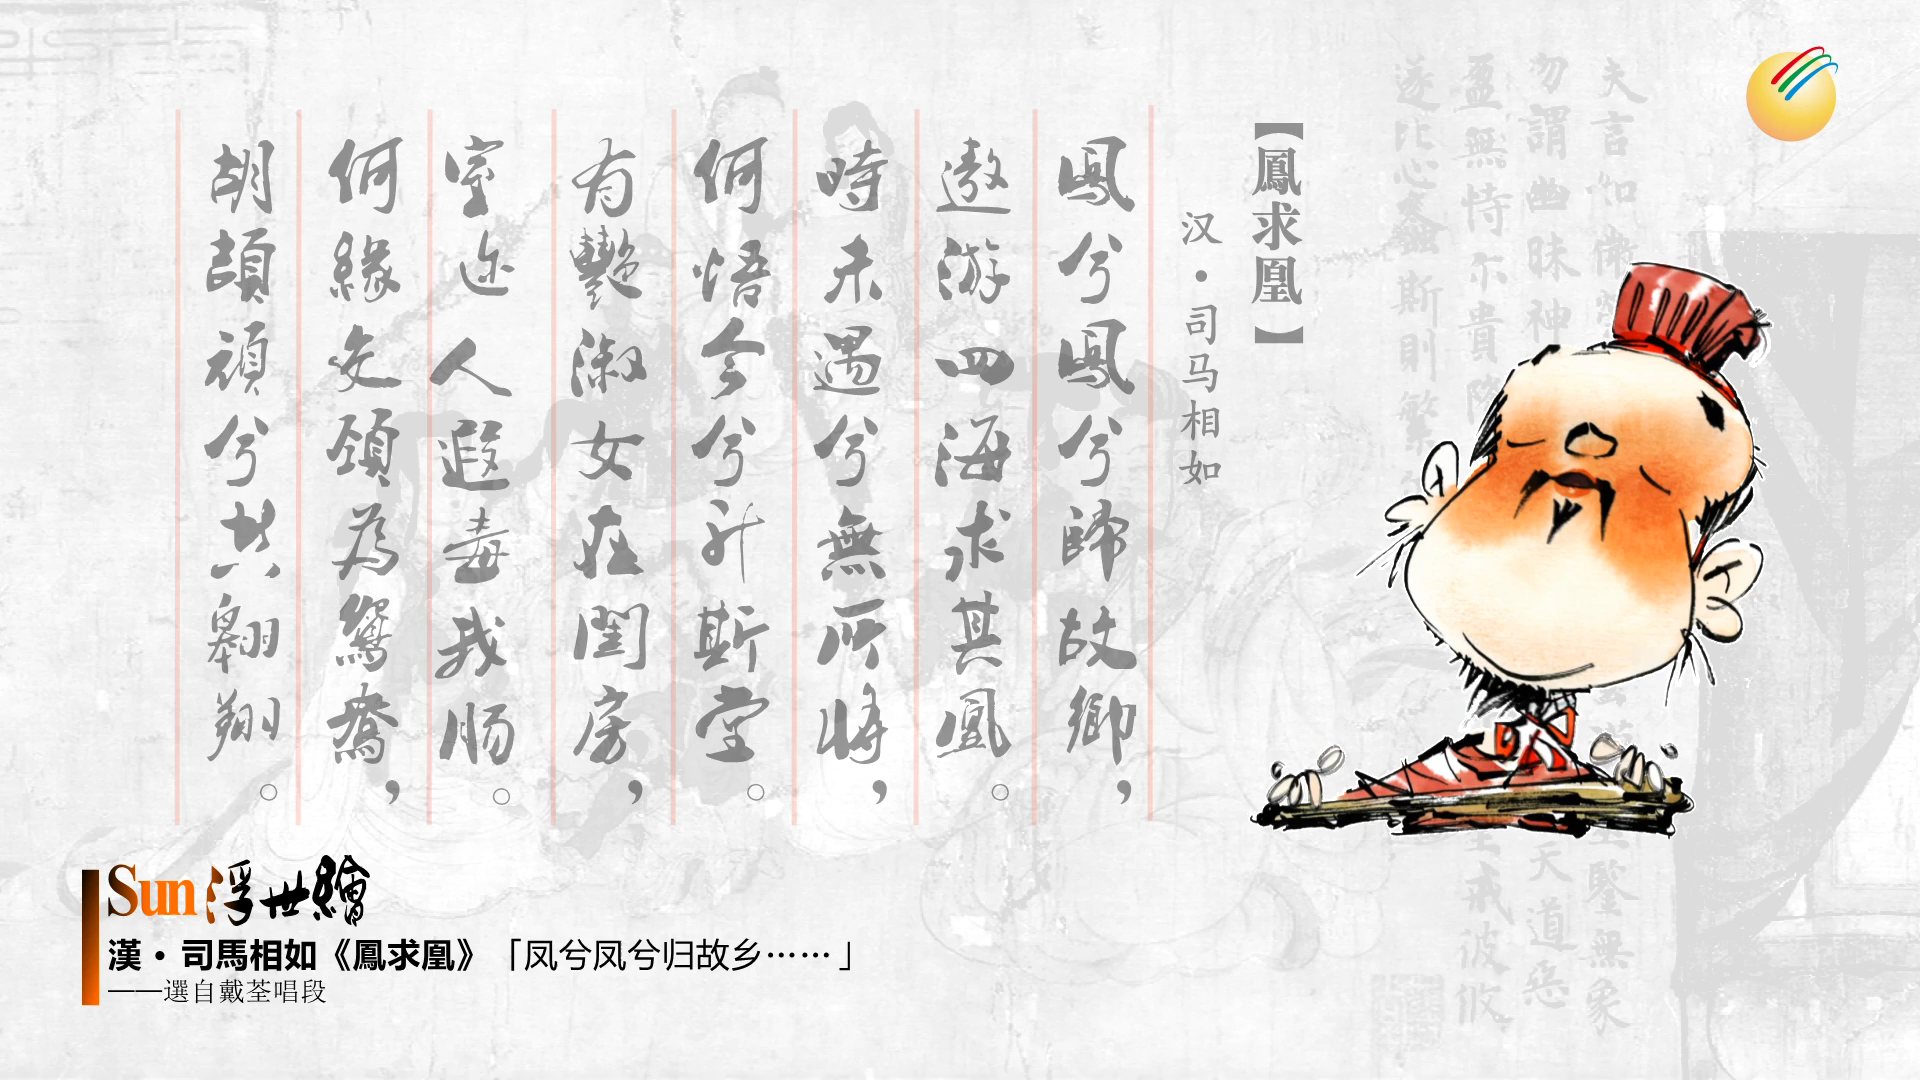 【鳳求凰】
汉·司马相如
鳳兮鳳兮歸故鄉，
遨游四海求其凰。
時未遇兮無所將，
何悟今兮升斯堂。
有艷淑女在閨房，
室迩人遐毒我肠。
何緣交頸為鴛鴦，
胡頡頏兮共翱翔。
Sun 浮世繪
漢·司馬相如《鳳求凰》「凤兮凤兮归故乡……」
——選自戴荃唱段